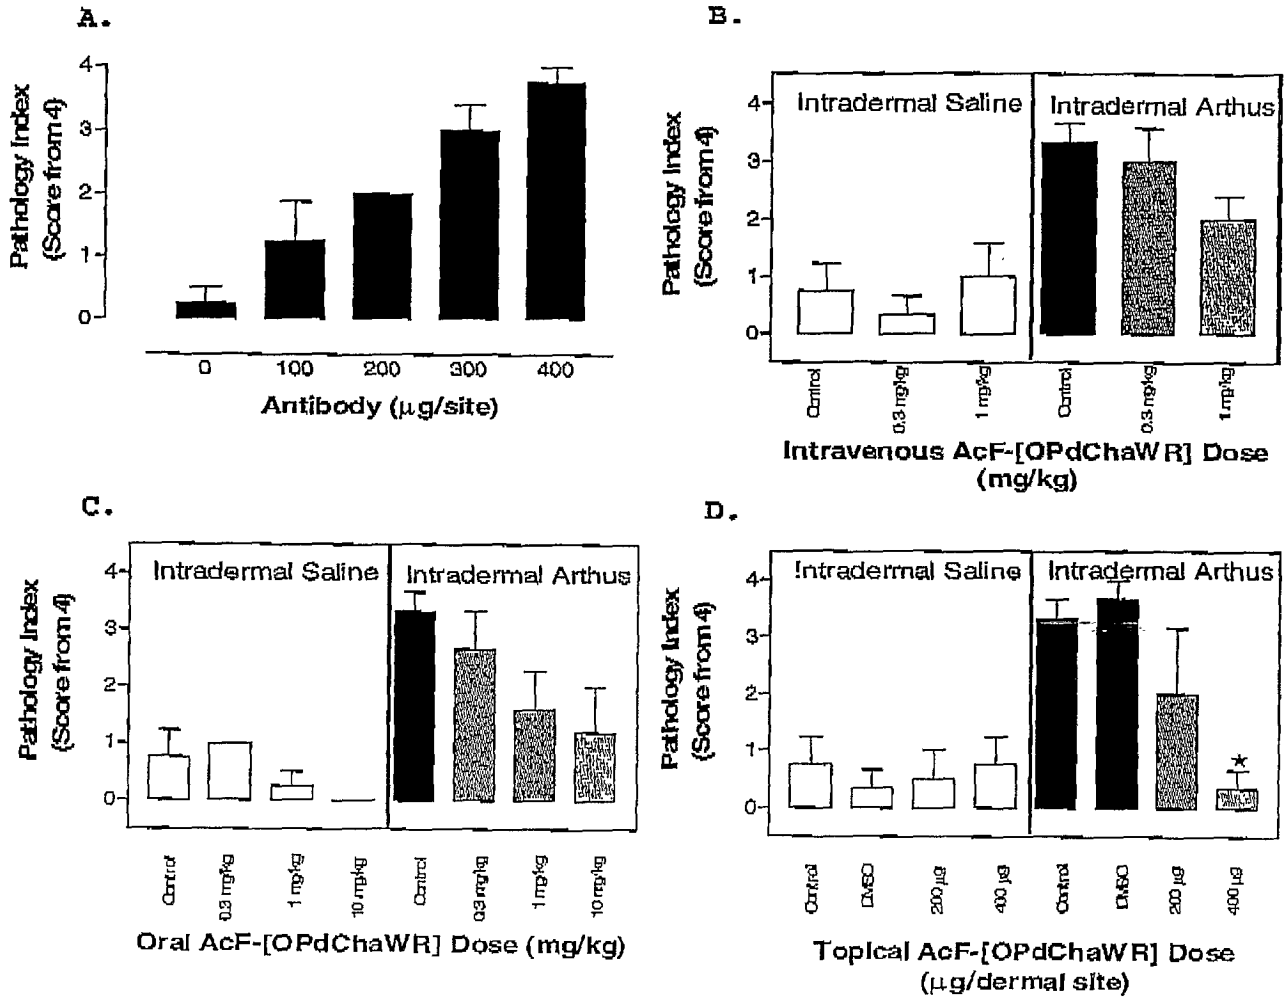 A.
Pathology Index
(Score from 4)
4
3
2
1
0
0 100 200 300 400
Antibody (μg/site)
B.
Pathology Index
(Score from 4)
4
3
2
1
0
Intradermal Saline Intradermal Arthus
Control 0.3 mg/kg 1 mg/kg Control 0.3 mg/kg 1 mg/kg
Intravenous AcF-[OPdChaWR] Dose
(mg/kg)
C.
Pathology Index
(Score from 4)
4
3
2
1
0
Intradermal Saline Intradermal Arthus
Control 0.3 mg/kg 1 mg/kg 10 mg/kg Control 0.3 mg/kg 1 mg/kg 10 mg/kg
Oral AcF-[OPdChaWR] Dose (mg/kg)
D.
Pathology Index
(Score from 4)
4
3
2
1
0
Intradermal Saline Intradermal Arthus
*
Control DMSO 200 μg 400 μg Control DMSO 200 μg 400 μg
Topical AcF-[OPdChaWR] Dose
(μg/dermal site)